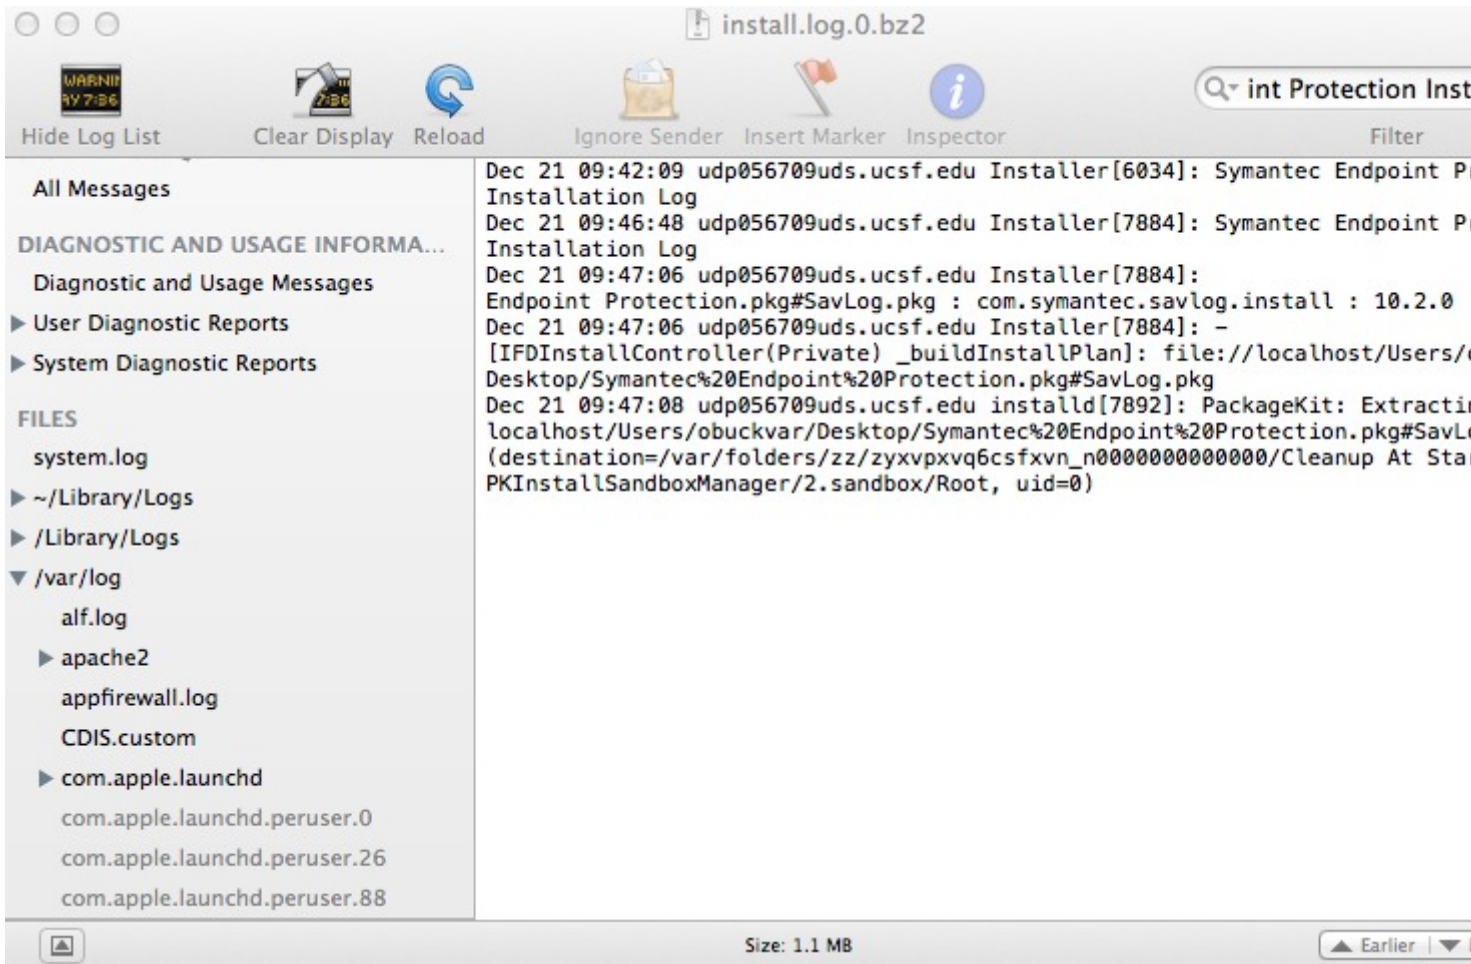 install.log.0.bz2
WARNIN
AY 7:36
7:36
int Protection Inst
Hide Log List
Clear Display
Reload
Ignore Sender
Insert Marker
Inspector
Filter
All Messages
DIAGNOSTIC AND USAGE INFORMA...
Diagnostic and Usage Messages
User Diagnostic Reports
System Diagnostic Reports
FILES
system.log
~/Library/Logs
/Library/Logs
/var/log
alf.log
apache2
appfirewall.log
CDIS.custom
com.apple.launchd
com.apple.launchd.peruser.0
com.apple.launchd.peruser.26
com.apple.launchd.peruser.88
Dec 21 09:42:09 udp056709uds.ucsf.edu Installer[6034]: Symantec Endpoint P
Installation Log
Dec 21 09:46:48 udp056709uds.ucsf.edu Installer[7884]: Symantec Endpoint P
Installation Log
Dec 21 09:47:06 udp056709uds.ucsf.edu Installer[7884]:
Endpoint Protection.pkg#SavLog.pkg : com.symantec.savlog.install : 10.2.0
Dec 21 09:47:06 udp056709uds.ucsf.edu Installer[7884]: -
[IFDInstallController(Private) _buildInstallPlan]: file://localhost/Users/
Desktop/Symantec%20Endpoint%20Protection.pkg#SavLog.pkg
Dec 21 09:47:08 udp056709uds.ucsf.edu installd[7892]: PackageKit: Extracti
localhost/Users/obuckvar/Desktop/Symantec%20Endpoint%20Protection.pkg#SavL
(destination=/var/folders/zz/zyxvpxvq6csfxvn_n0000000000000/Cleanup At Star
PKInstallSandboxManager/2.sandbox/Root, uid=0)
Size: 1.1 MB
Earlier